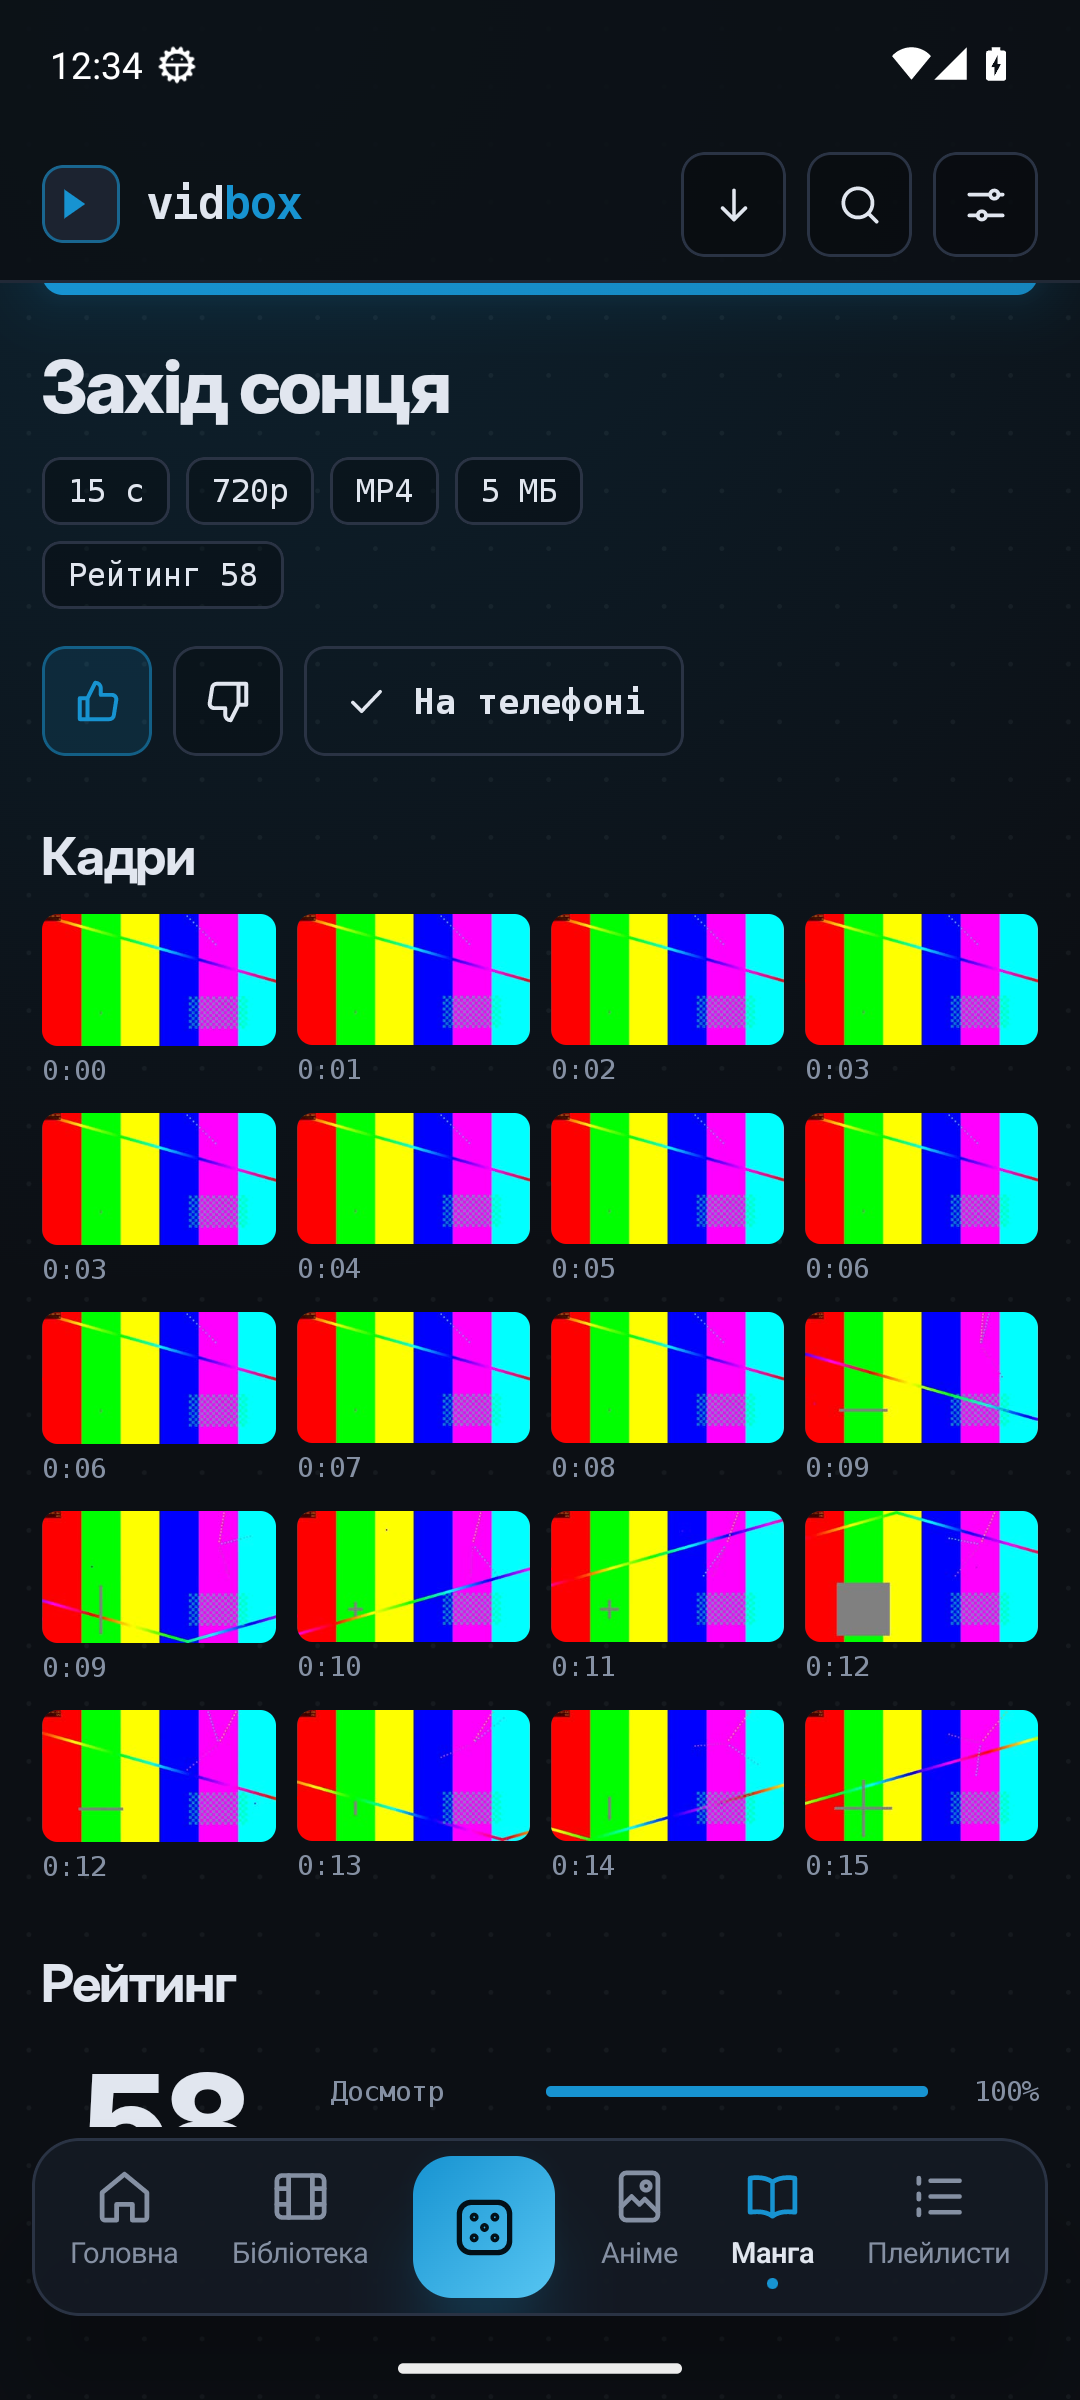 12:34
vidbox
Захід сонця
15 с 720p MP4 5 МБ
Рейтинг 58
На телефоні
Кадри
0:00 0:01 0:02 0:03
0:03 0:04 0:05 0:06
0:06 0:07 0:08 0:09
0:09 0:10 0:11 0:12
0:12 0:13 0:14 0:15
Рейтинг
58 Досмотр 100%
Головна Бібліотека Аніме Манга Плейлисти